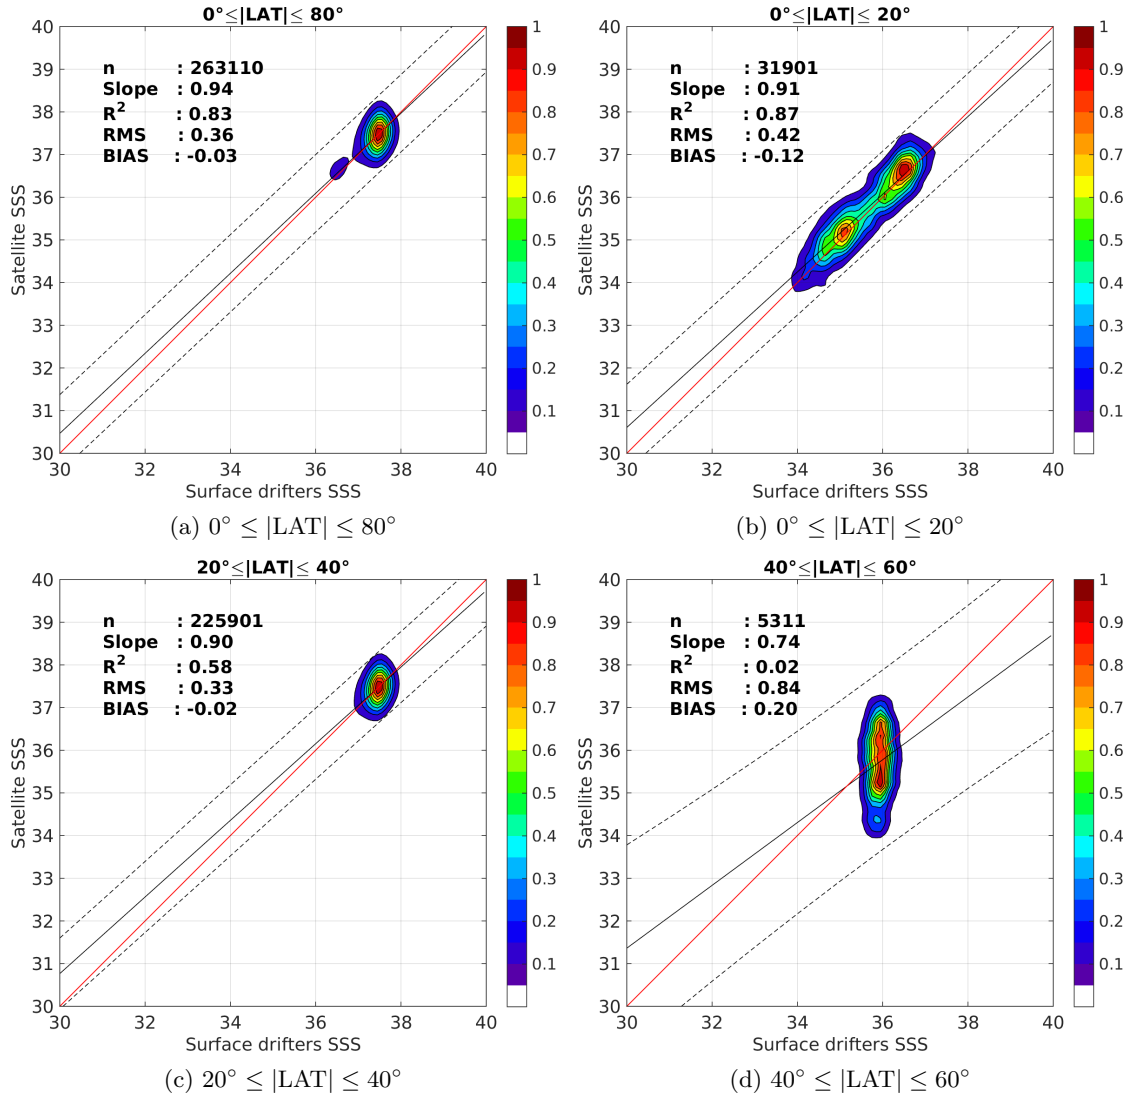 0°≤|LAT|≤ 80°
n : 263110
Slope : 0.94
R² : 0.83
RMS : 0.36
BIAS : -0.03
Satellite SSS
40
39
38
37
36
35
34
33
32
31
30
30 32 34 36 38 40
Surface drifters SSS
1
0.9
0.8
0.7
0.6
0.5
0.4
0.3
0.2
0.1
(a) 0° ≤ |LAT| ≤ 80°
0°≤|LAT|≤ 20°
n : 31901
Slope : 0.91
R² : 0.87
RMS : 0.42
BIAS : -0.12
Satellite SSS
40
39
38
37
36
35
34
33
32
31
30
30 32 34 36 38 40
Surface drifters SSS
1
0.9
0.8
0.7
0.6
0.5
0.4
0.3
0.2
0.1
(b) 0° ≤ |LAT| ≤ 20°
20°≤|LAT|≤ 40°
n : 225901
Slope : 0.90
R² : 0.58
RMS : 0.33
BIAS : -0.02
Satellite SSS
40
39
38
37
36
35
34
33
32
31
30
30 32 34 36 38 40
Surface drifters SSS
1
0.9
0.8
0.7
0.6
0.5
0.4
0.3
0.2
0.1
(c) 20° ≤ |LAT| ≤ 40°
40°≤|LAT|≤ 60°
n : 5311
Slope : 0.74
R² : 0.02
RMS : 0.84
BIAS : 0.20
Satellite SSS
40
39
38
37
36
35
34
33
32
31
30
30 32 34 36 38 40
Surface drifters SSS
1
0.9
0.8
0.7
0.6
0.5
0.4
0.3
0.2
0.1
(d) 40° ≤ |LAT| ≤ 60°